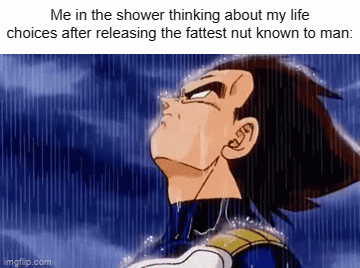 Me in the shower thinking about my life
choices after releasing the fattest nut known to man:
imgflip.com